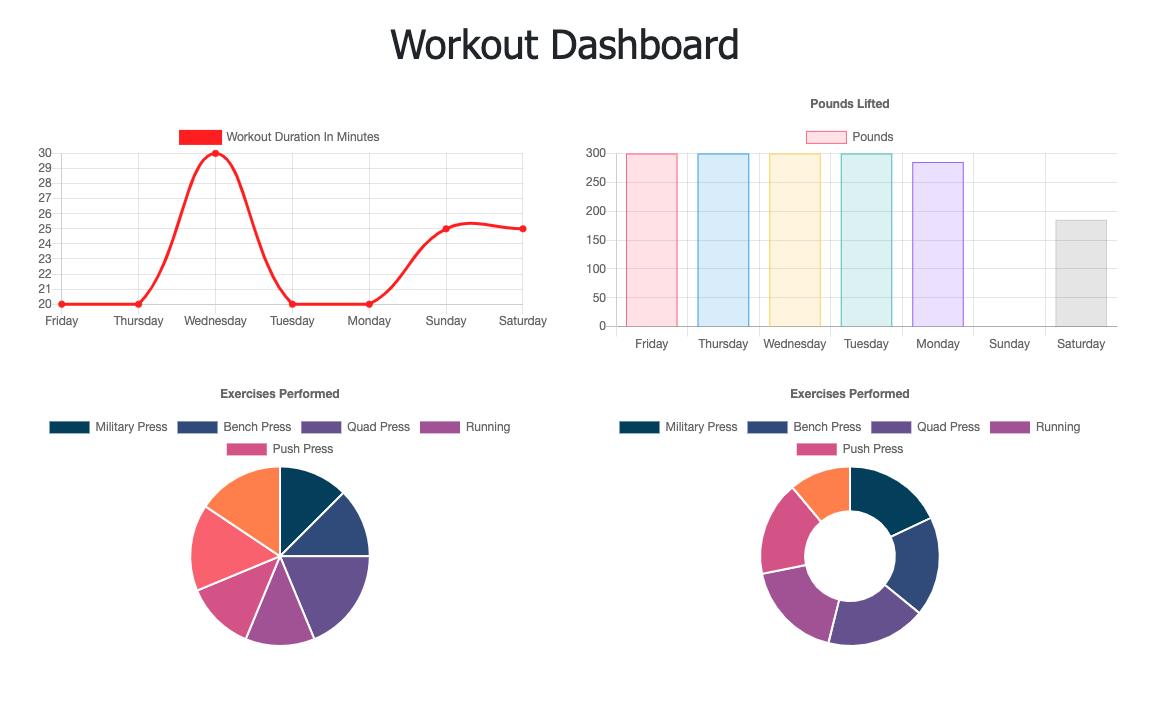 Workout Dashboard
Workout Duration In Minutes
30
29
28
27
26
25
24
23
22
21
20
Friday Thursday Wednesday Tuesday Monday Sunday Saturday
Pounds Lifted
Pounds
300
250
200
150
100
50
0
Friday Thursday Wednesday Tuesday Monday Sunday Saturday
Exercises Performed
Military Press Bench Press Quad Press Running
Push Press
Exercises Performed
Military Press Bench Press Quad Press Running
Push Press